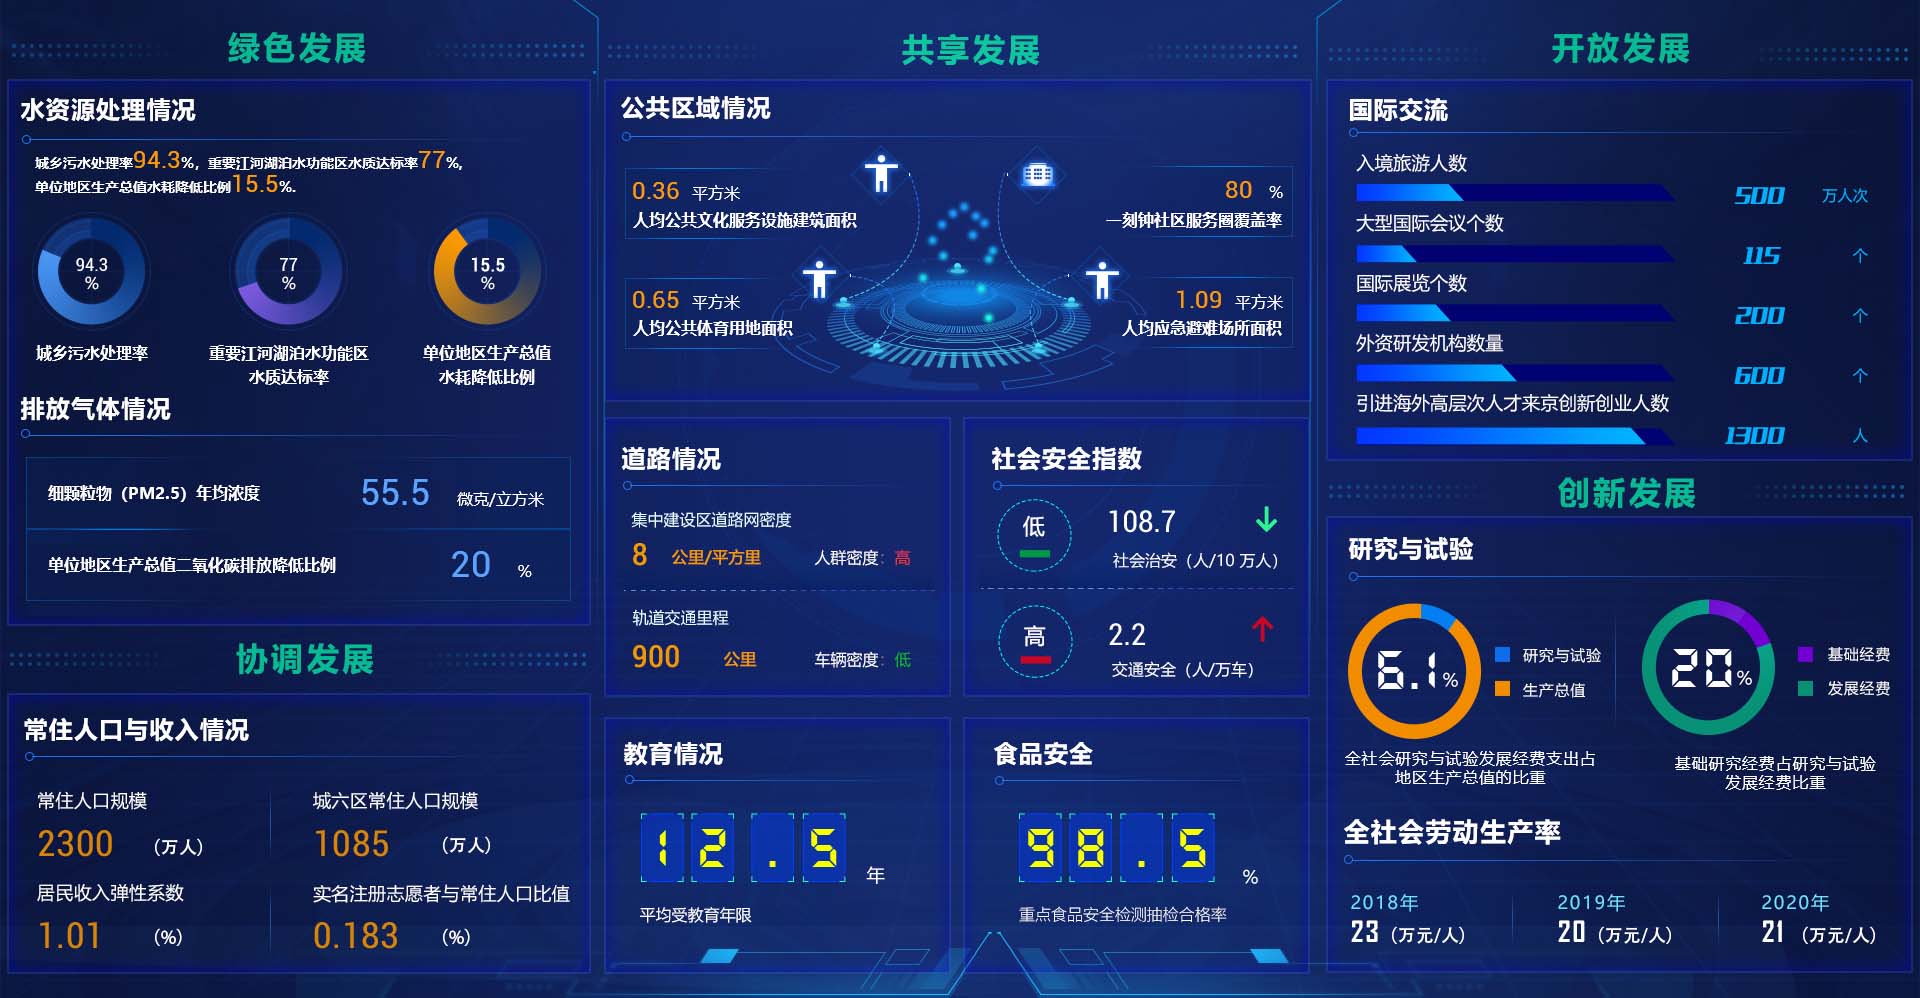 绿色发展
水资源处理情况
城乡污水处理率94.3%，重要江河湖泊水功能区水质达标率77%,
单位地区生产总值水耗降低比例15.5%.
94.3
%
77
%
15.5
%
城乡污水处理率
重要江河湖泊水功能区
水质达标率
单位地区生产总值
水耗降低比例
排放气体情况
细颗粒物（PM2.5）年均浓度 55.5 微克/立方米
单位地区生产总值二氧化碳排放降低比例 20 %
协调发展
常住人口与收入情况
常住人口规模
2300 （万人）
城六区常住人口规模
1085 （万人）
居民收入弹性系数
1.01 （%）
实名注册志愿者与常住人口比值
0.183 （%）
共享发展
公共区域情况
0.36 平方米
人均公共文化服务设施建筑面积
80 %
一刻钟社区服务圈覆盖率
0.65 平方米
人均公共体育用地面积
1.09 平方米
人均应急避难场所面积
道路情况
集中建设区道路网密度
8 公里/平方里 人群密度：高
轨道交通里程
900 公里 车辆密度：低
社会安全指数
低
108.7
社会治安（人/10 万人）
高
2.2
交通安全（人/万车）
教育情况
12.5 年
平均受教育年限
食品安全
98.5 %
重点食品安全检测抽检合格率
开放发展
国际交流
入境旅游人数
500 万人次
大型国际会议个数
115 个
国际展览个数
200 个
外资研发机构数量
600 个
引进海外高层次人才来京创新创业人数
1300 人
创新发展
研究与试验
6.1%
研究与试验
生产总值
全社会研究与试验发展经费支出占
地区生产总值的比重
20%
基础经费
发展经费
基础研究经费占研究与试验
发展经费比重
全社会劳动生产率
2018年
23（万元/人）
2019年
20（万元/人）
2020年
21（万元/人）